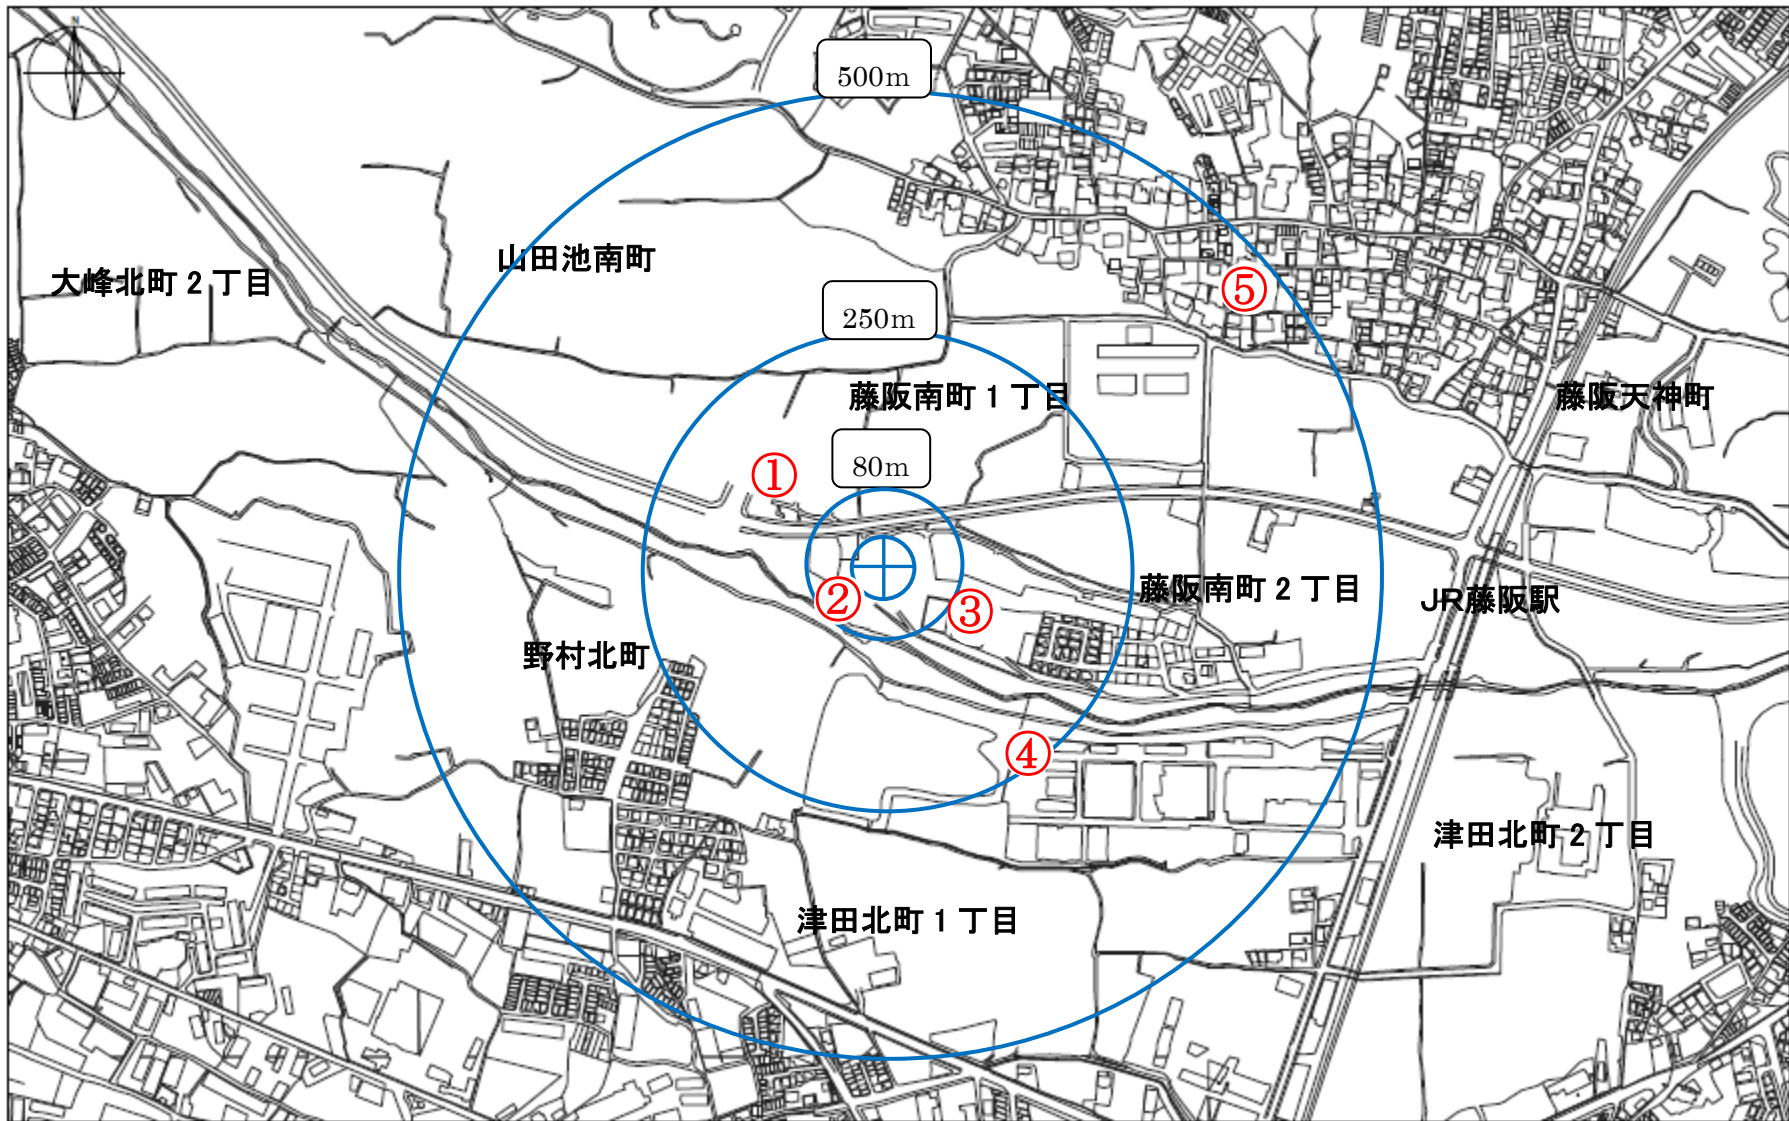 N
500m
山田池南町
大峰北町2丁目
⑤
250m
藤阪南町1丁目
藤阪天神町
80m
①
②
③
藤阪南町2丁目
JR藤阪駅
野村北町
④
津田北町2丁目
津田北町1丁目